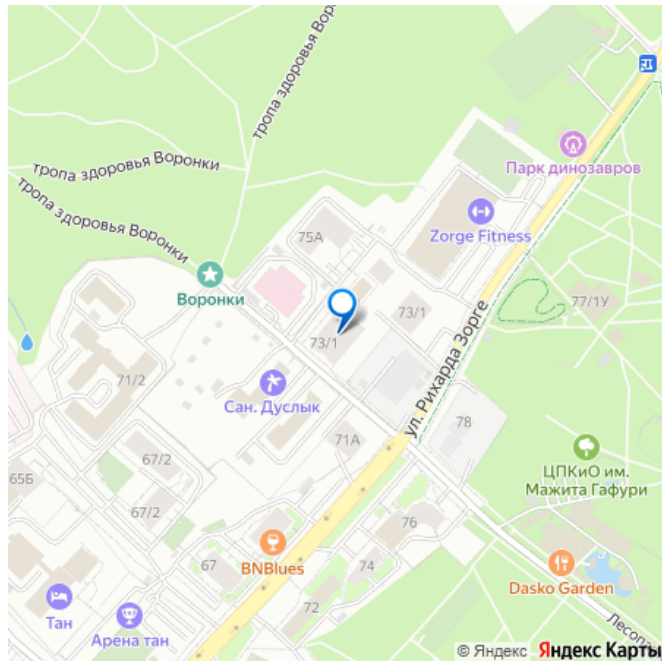 тропа здоровья Воронки
Парк динозавров
тропа здоровья Воронки
тропа здоровья Воронки
75А
Zorge Fitness
Воронки
77/1У
73/1
73/1
ул. Рихарда Зорге
71/2
Сан. Дуслык
78
71А
ЦПКиО им.
Мажита Гафури
67/2
65Б
67/2
76
BNBlues
67
74
Dasko Garden
Тан
72
Арена тан
© Яндекс Яндекс Карты